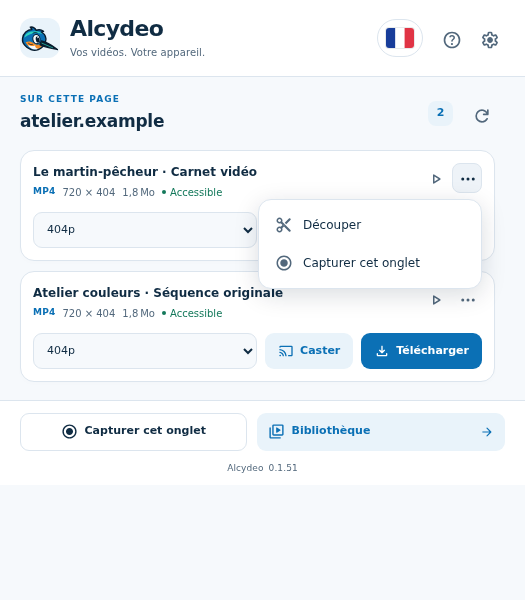 Alcydeo
Vos vidéos. Votre appareil.
SUR CETTE PAGE
atelier.example
2
Le martin-pêcheur · Carnet vidéo
MP4 720 × 404 1,8 Mo • Accessible
404p
Découper
Capturer cet onglet
Atelier couleurs · Séquence originale
MP4 720 × 404 1,8 Mo • Accessible
404p
Caster
Télécharger
Capturer cet onglet
Bibliothèque
Alcydeo 0.1.51